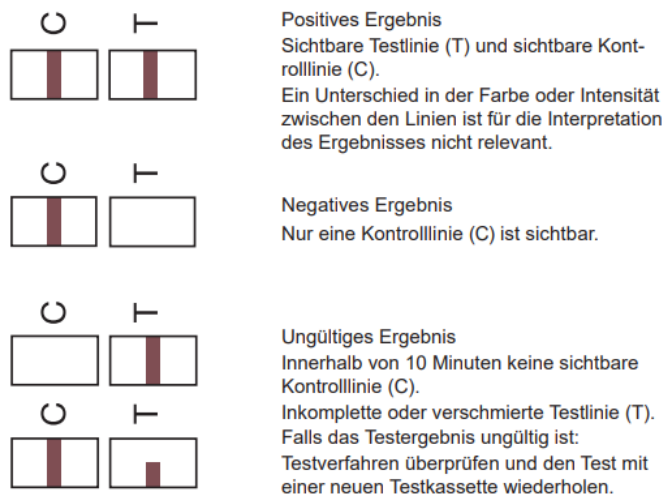 C T
Positives Ergebnis
Sichtbare Testlinie (T) und sichtbare Kont-
rolllinie (C).
Ein Unterschied in der Farbe oder Intensität
zwischen den Linien ist für die Interpretation
des Ergebnisses nicht relevant.
C T
Negatives Ergebnis
Nur eine Kontrolllinie (C) ist sichtbar.
C T
Ungültiges Ergebnis
Innerhalb von 10 Minuten keine sichtbare
Kontrolllinie (C).
C T
Inkomplette oder verschmierte Testlinie (T).
Falls das Testergebnis ungültig ist:
Testverfahren überprüfen und den Test mit
einer neuen Testkassette wiederholen.